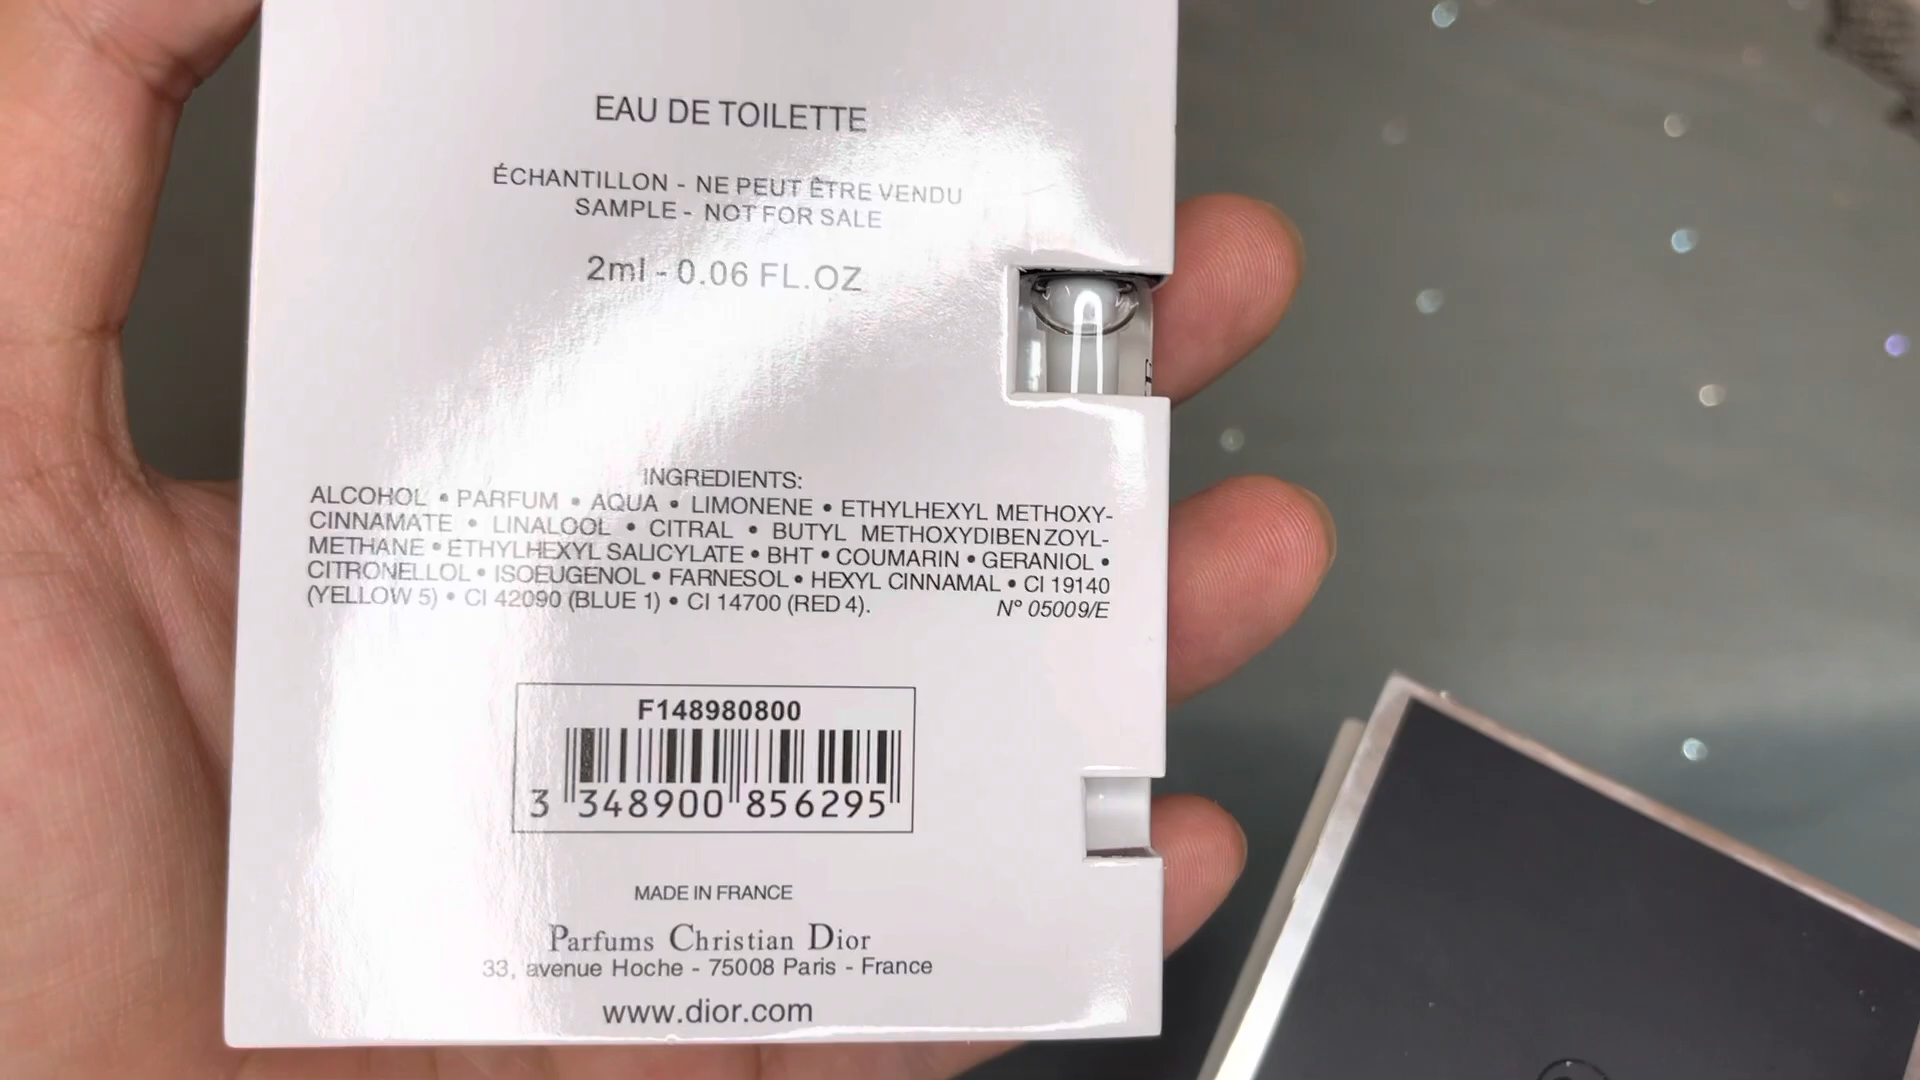 EAU DE TOILETTE
ÉCHANTILLON - NE PEUT ÊTRE VENDU
SAMPLE - NOT FOR SALE
2ml - 0.06 FL.OZ
INGREDIENTS:
ALCOHOL • PARFUM • AQUA • LIMONENE • ETHYLHEXYL METHOXY-
CINNAMATE • LINALOOL • CITRAL • BUTYL METHOXYDIBENZOYL-
METHANE • ETHYLHEXYL SALICYLATE • BHT • COUMARIN • GERANIOL •
CITRONELLOL • ISOEUGENOL • FARNESOL • HEXYL CINNAMAL • CI 19140
(YELLOW 5) • CI 42090 (BLUE 1) • CI 14700 (RED 4). N° 05009/E
F148980800
3 348900 856295
MADE IN FRANCE
Parfums Christian Dior
33, avenue Hoche - 75008 Paris - France
www.dior.com